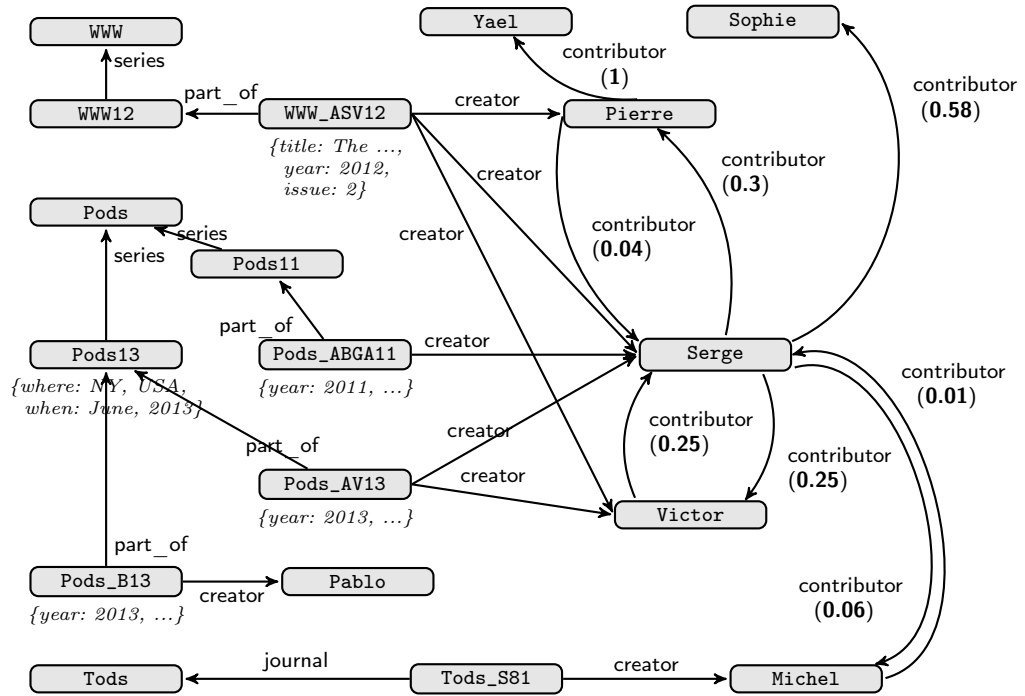 Yael
Sophie
WWW
contributor
(1)
series
contributor
(0.58)
part_of
creator
WWW12
WWW_ASV12
Pierre
{title: The ...,
year: 2012,
issue: 2}
contributor
(0.3)
creator
Pods
series
creator
contributor
(0.04)
series
Pods11
part_of
creator
Pods13
Pods_ABGA11
Serge
{where: NY, USA,
when: June, 2013}
{year: 2011, ...}
contributor
(0.01)
contributor
(0.25)
creator
part_of
contributor
(0.25)
creator
Pods_AV13
{year: 2013, ...}
Victor
part_of
Pods_B13
creator
Pablo
{year: 2013, ...}
contributor
(0.06)
journal
creator
Tods
Tods_S81
Michel